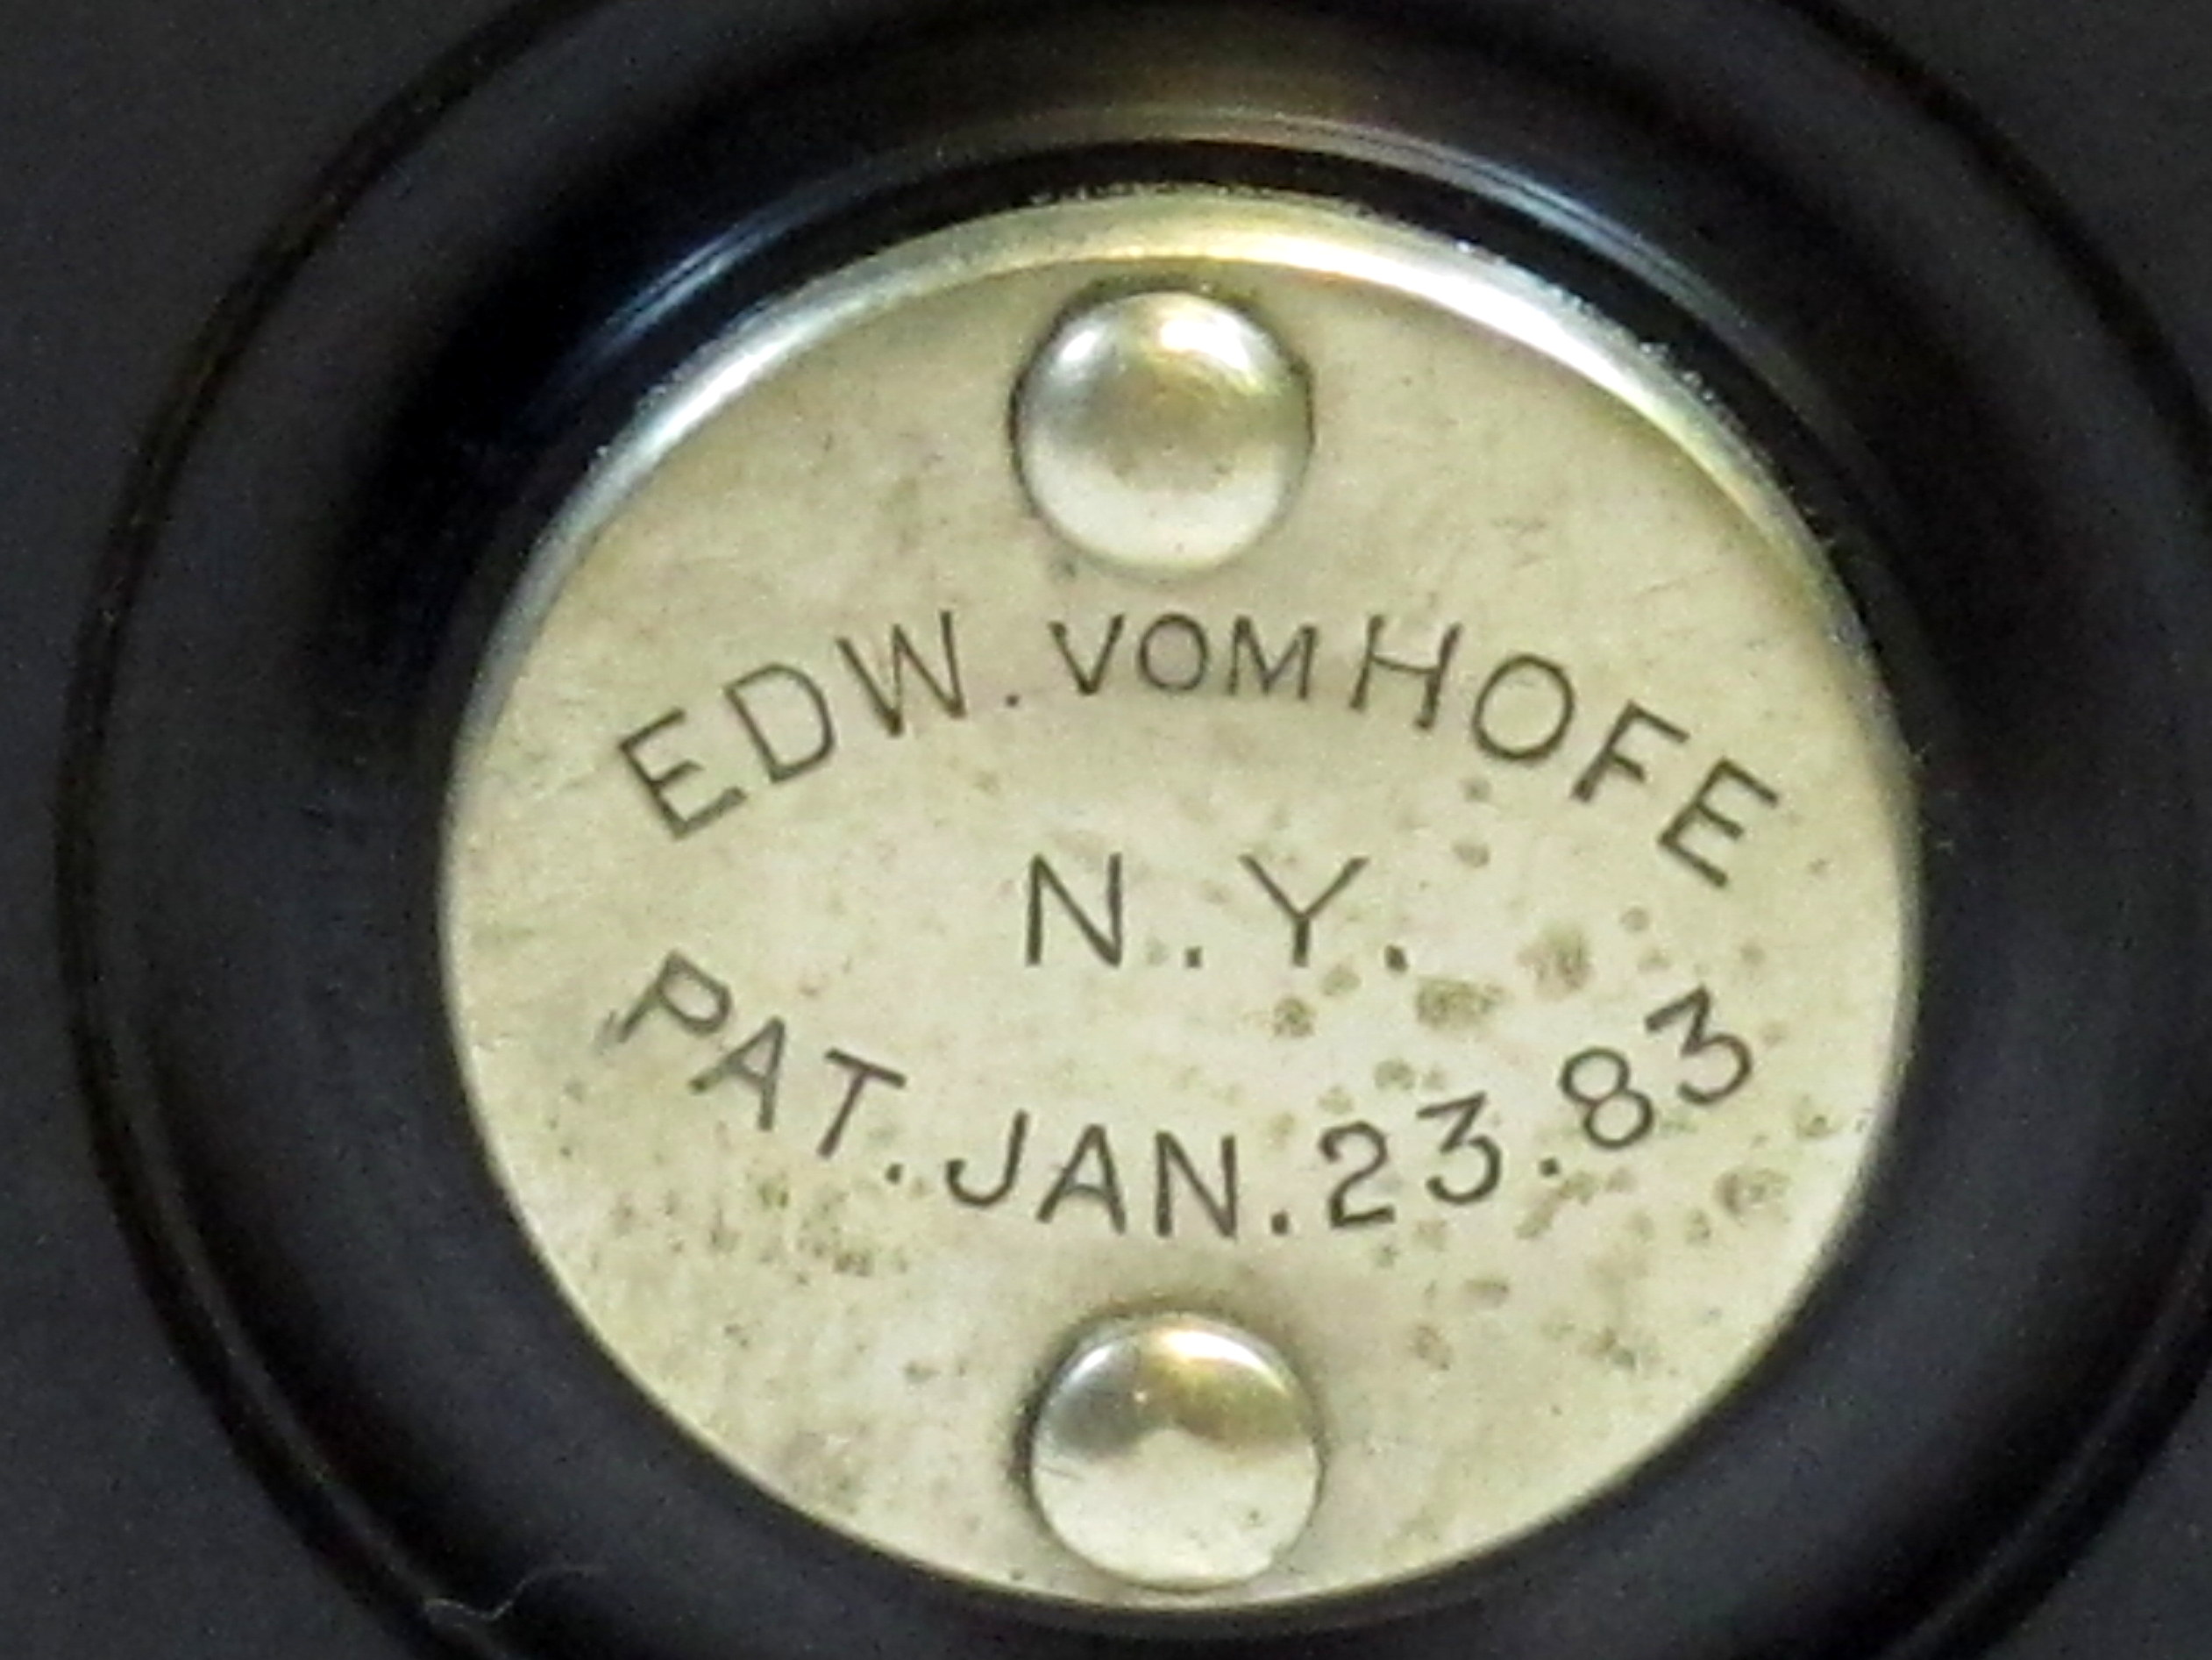 EDW. VOM HOFE
N.Y.
PAT. JAN. 23. 83